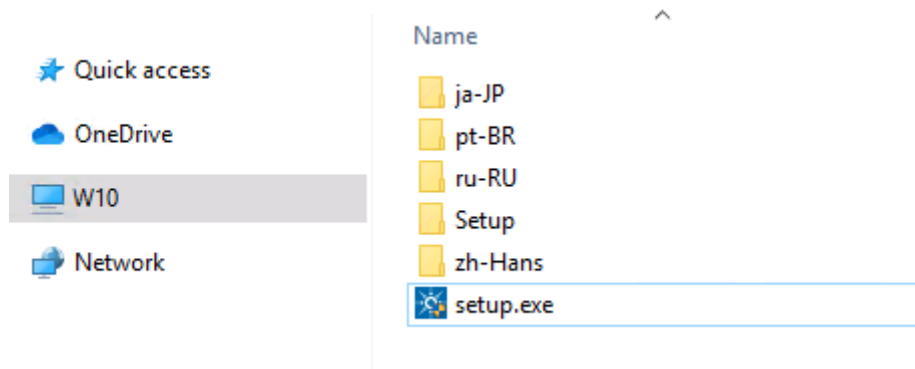 Quick access
OneDrive
W10
Network
Name
ja-JP
pt-BR
ru-RU
Setup
zh-Hans
setup.exe